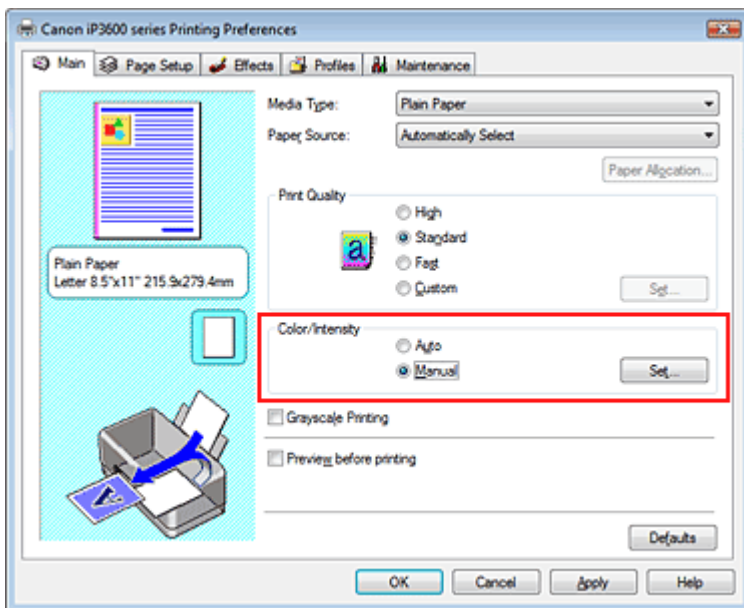 Canon iP3600 series Printing Preferences
Main Page Setup Effects Profiles Maintenance
Media Type: Plain Paper
Paper Source: Automatically Select
Paper Allocation...
Print Quality
High
a Standard
Fast
Custom Set...
Plain Paper
Letter 8.5"x11" 215.9x279.4mm
Color/Intensity
Auto
Manual Set...
Grayscale Printing
Preview before printing
A
Defaults
OK Cancel Apply Help